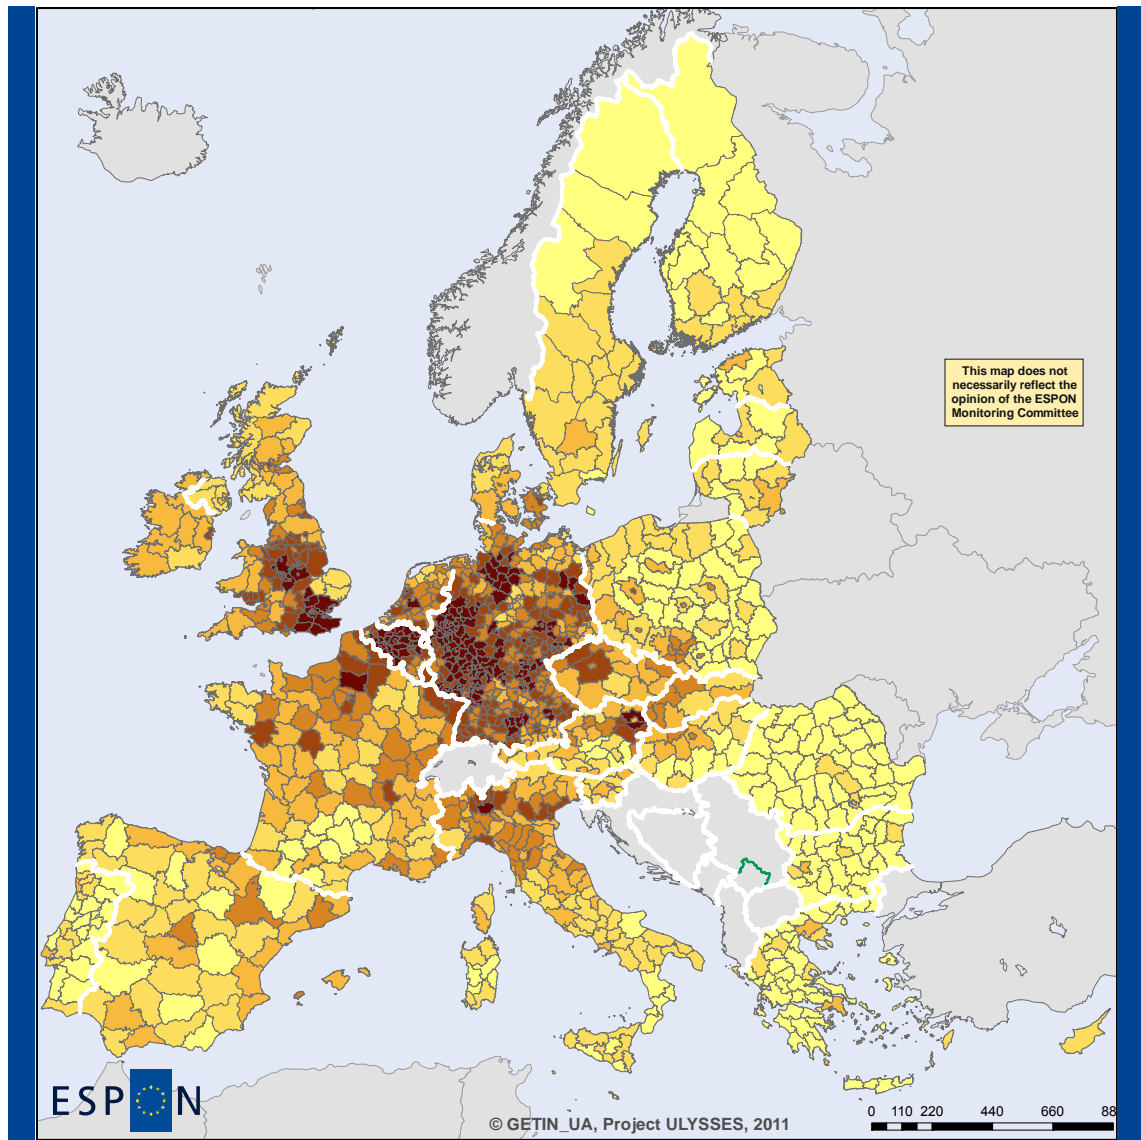 This map does not
necessarily reflect the
opinion of the ESPON
Monitoring Committee
ESPON
© GETIN_UA, Project ULYSSES, 2011
0 110 220 440 660 88